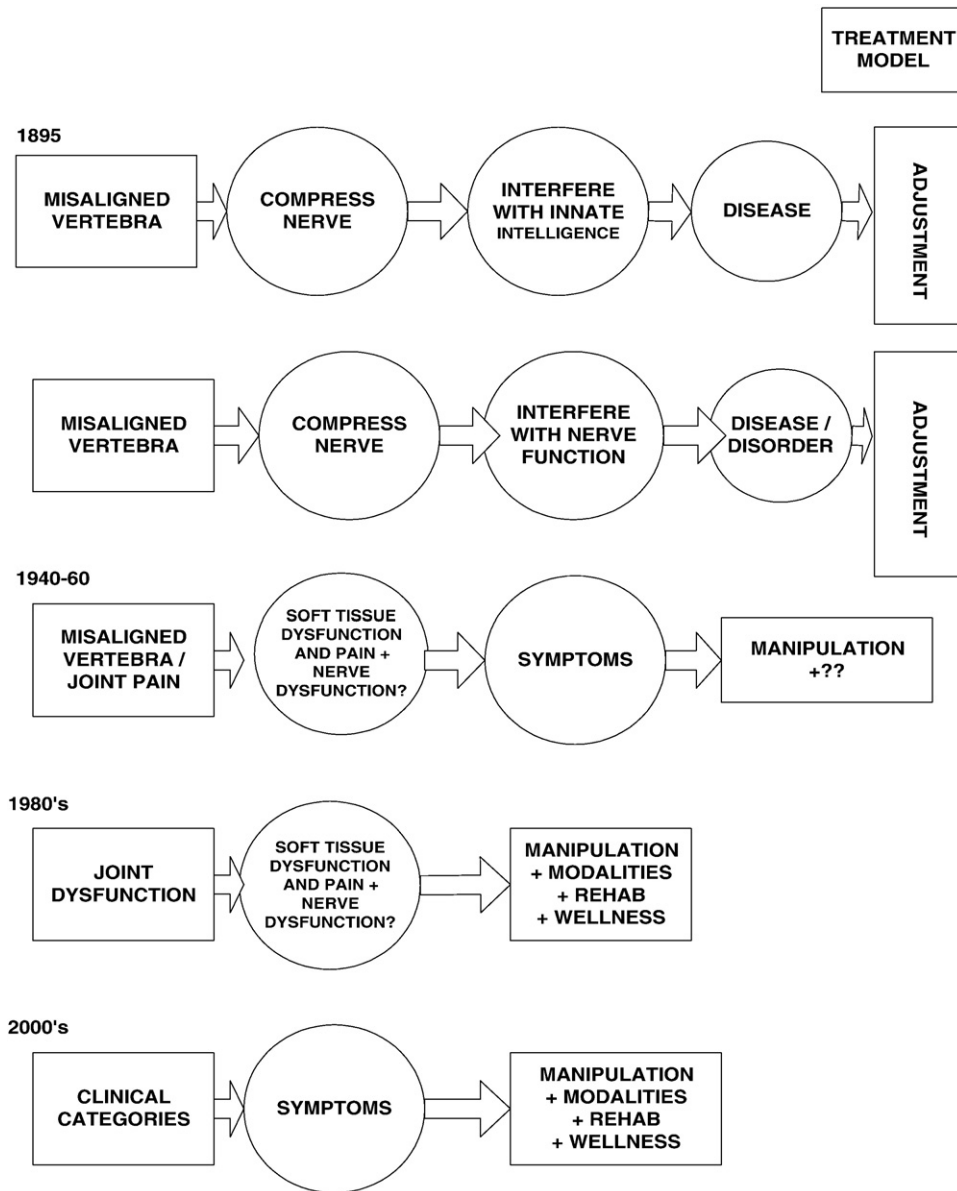 TREATMENT
MODEL
1895
MISALIGNED
VERTEBRA
COMPRESS
NERVE
INTERFERE
WITH INNATE
INTELLIGENCE
DISEASE
ADJUSTMENT
MISALIGNED
VERTEBRA
COMPRESS
NERVE
INTERFERE
WITH NERVE
FUNCTION
DISEASE /
DISORDER
ADJUSTMENT
1940-60
MISALIGNED
VERTEBRA /
JOINT PAIN
SOFT TISSUE
DYSFUNCTION
AND PAIN +
NERVE
DYSFUNCTION?
SYMPTOMS
MANIPULATION
+??
1980's
JOINT
DYSFUNCTION
SOFT TISSUE
DYSFUNCTION
AND PAIN +
NERVE
DYSFUNCTION?
MANIPULATION
+ MODALITIES
+ REHAB
+ WELLNESS
2000's
CLINICAL
CATEGORIES
SYMPTOMS
MANIPULATION
+ MODALITIES
+ REHAB
+ WELLNESS